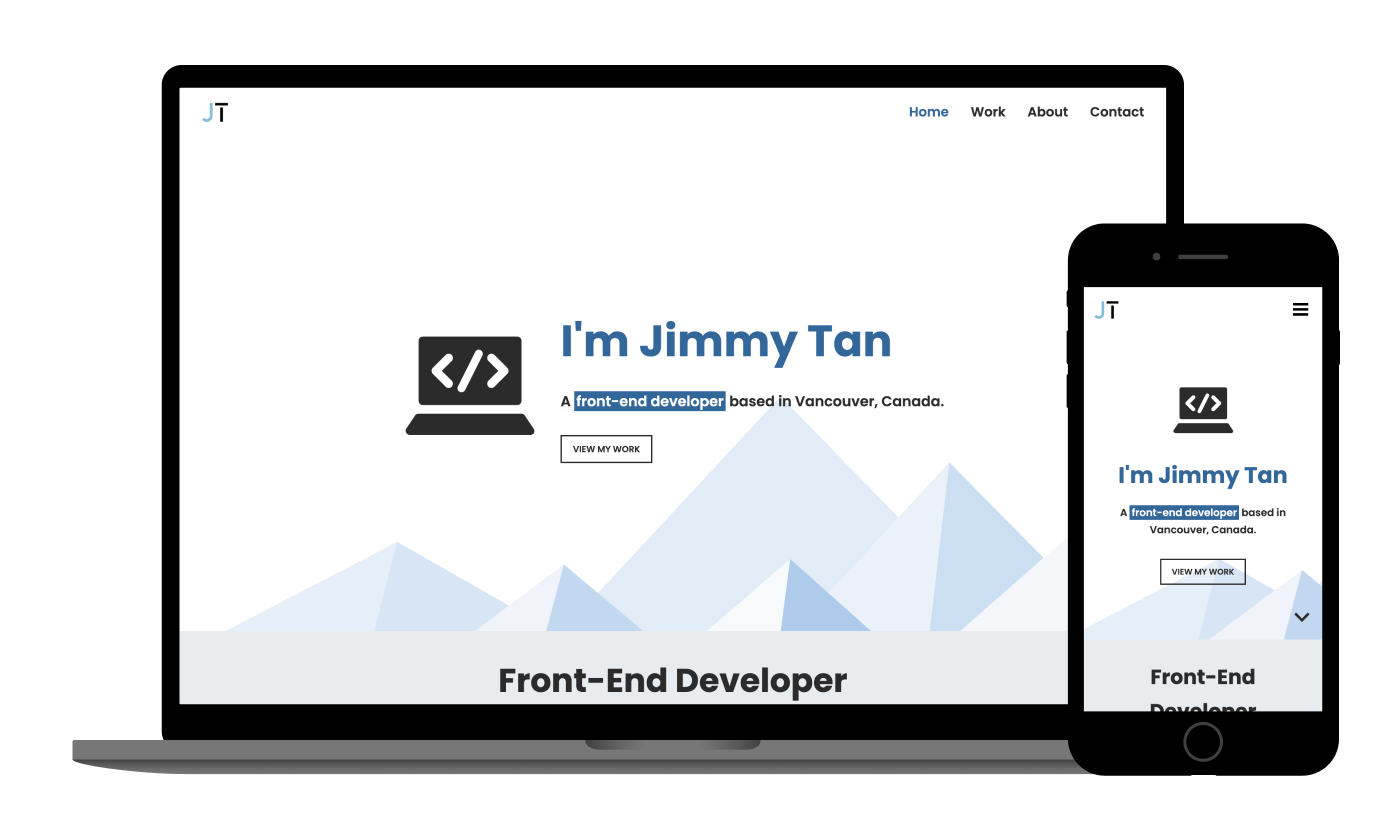 JT
Home Work About Contact
</>
I'm Jimmy Tan
A front-end developer based in Vancouver, Canada.
VIEW MY WORK
Front-End Developer
JT
</>
I'm Jimmy Tan
A front-end developer based in
Vancouver, Canada.
VIEW MY WORK
Front-End
Developer